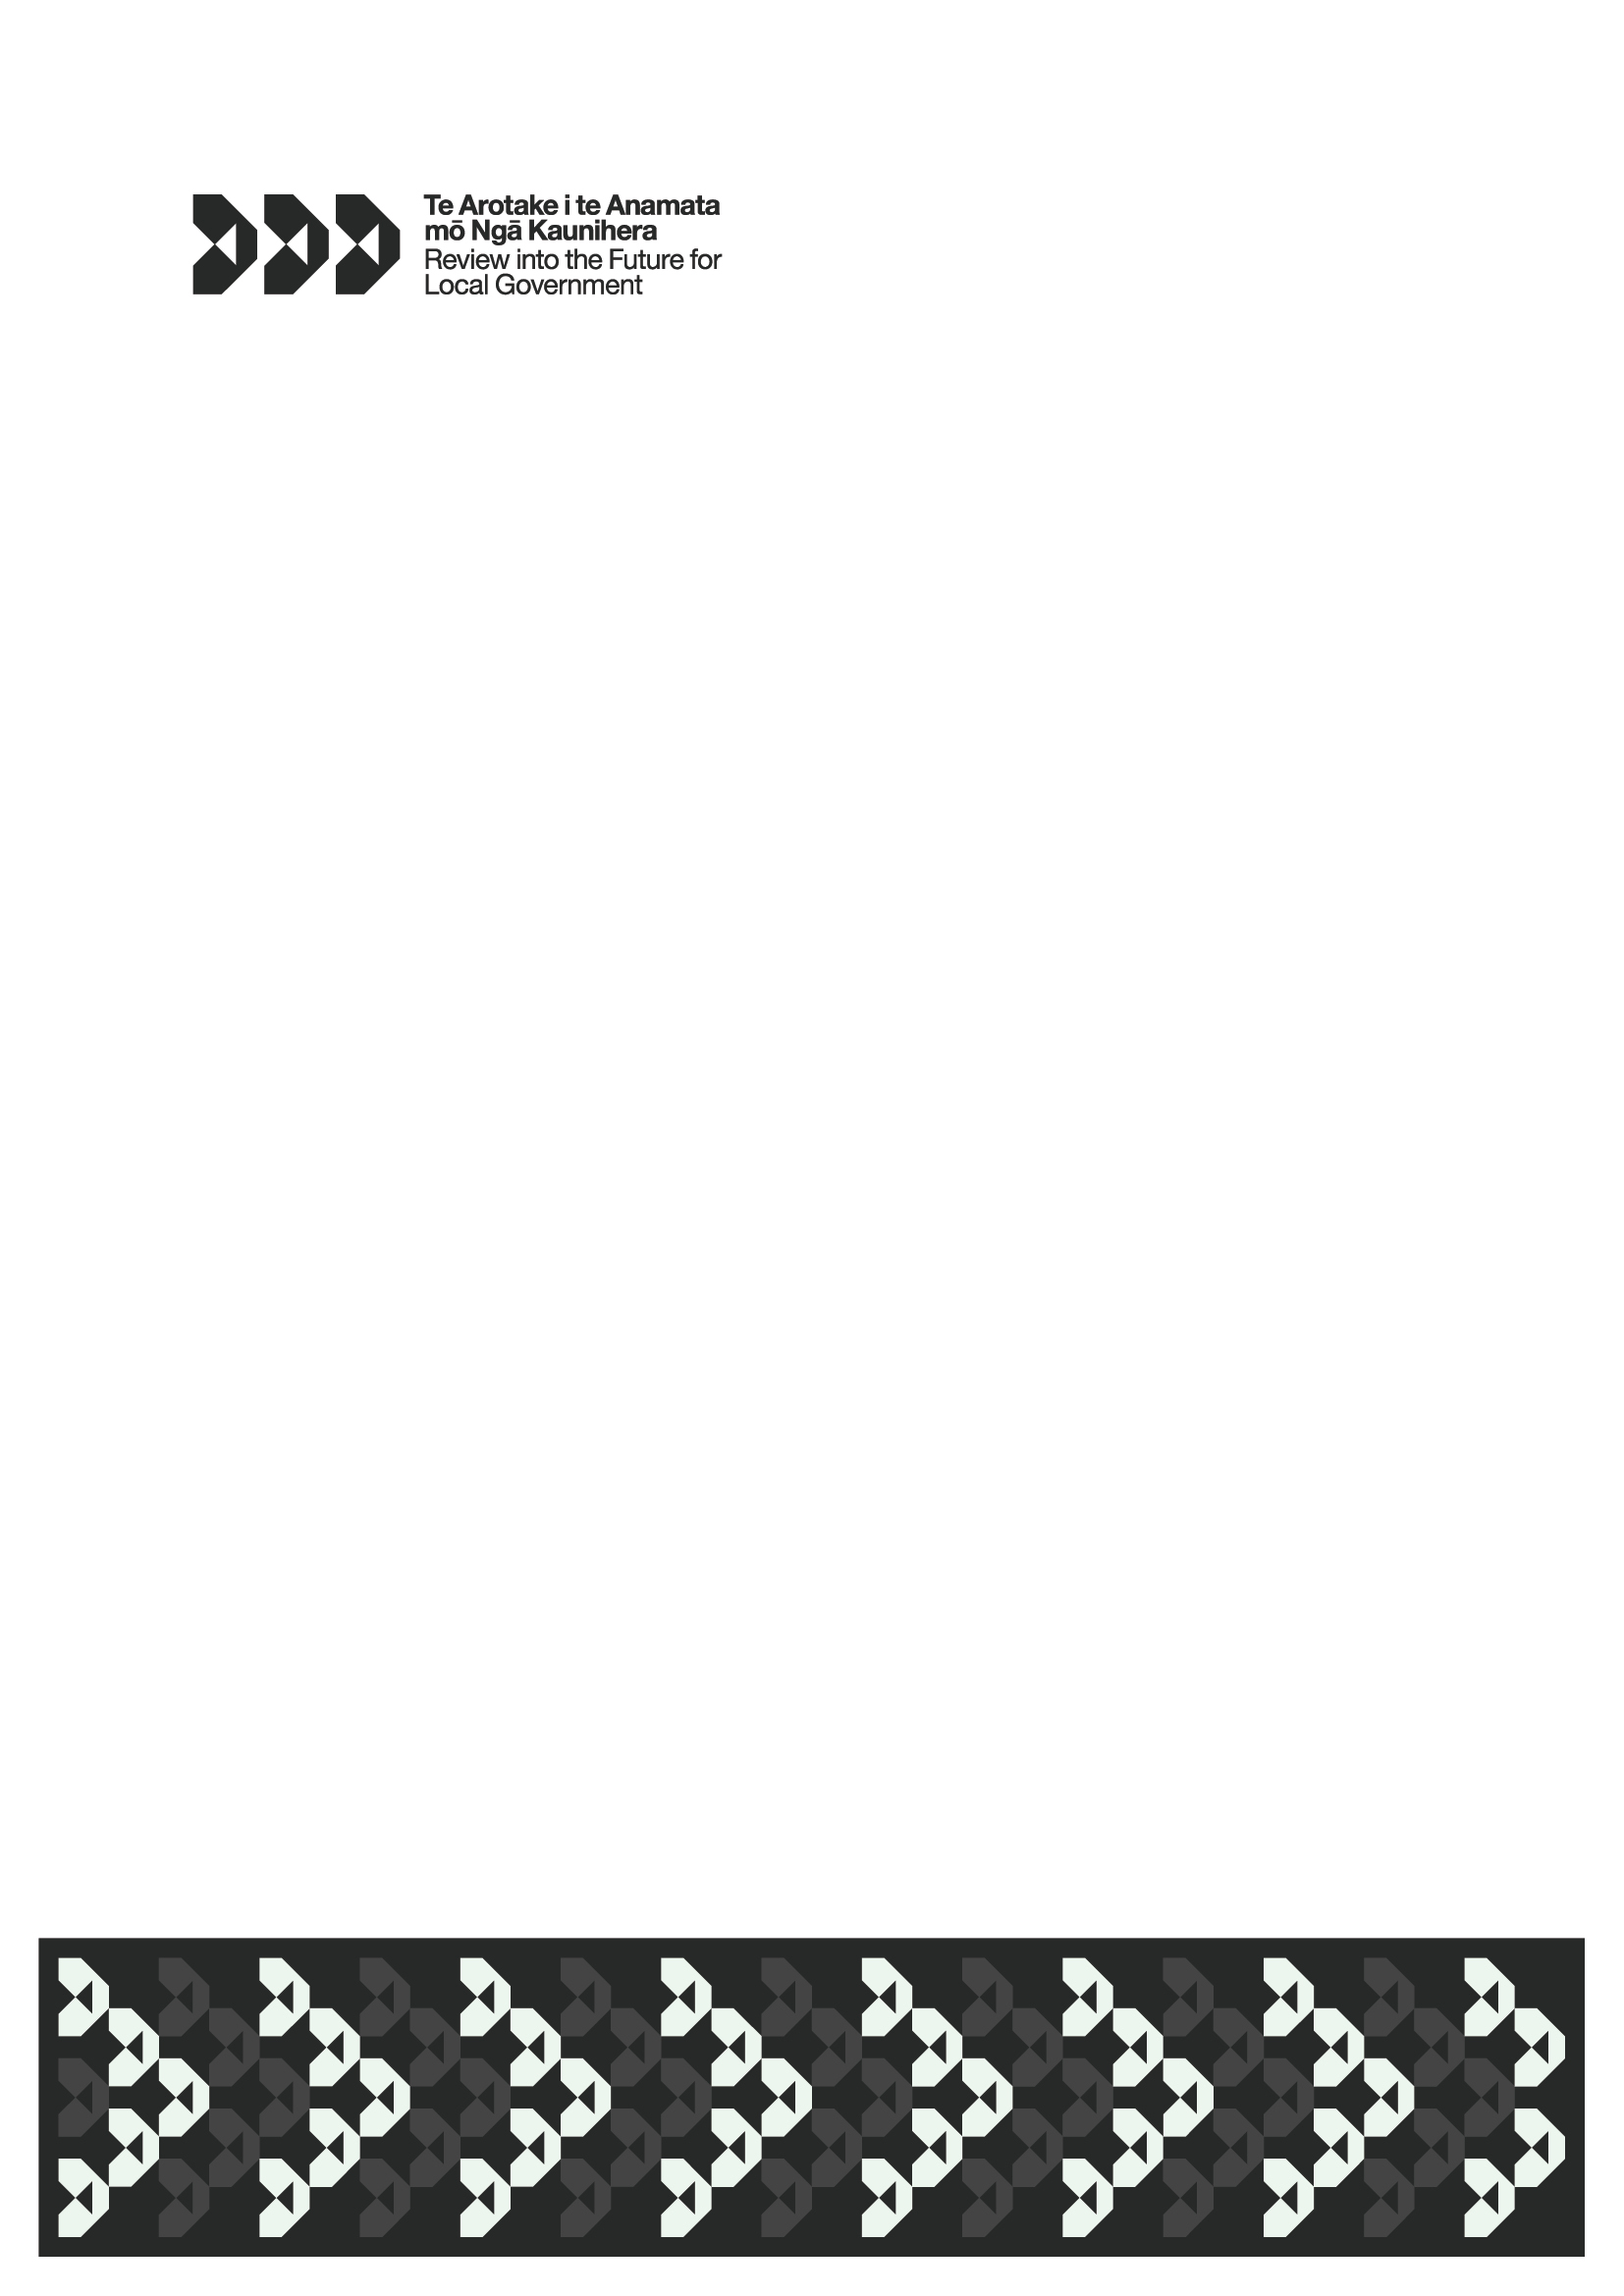 Te Arotake i te Anamata
mō Ngā Kaunihera
Review into the Future for
Local Government